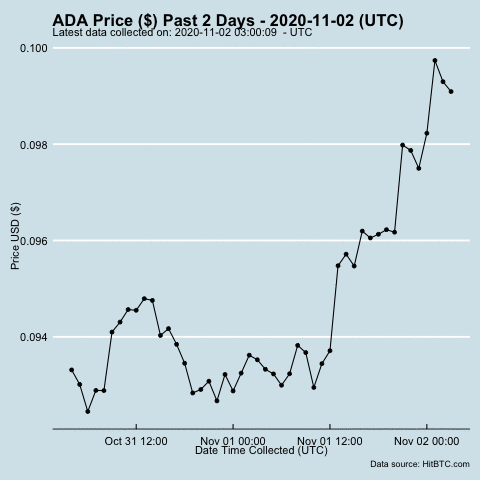 ADA Price ($) Past 2 Days - 2020-11-02 (UTC)
Latest data collected on: 2020-11-02 03:00:09  - UTC
0.100
0.098
0.096
0.094
Price USD ($)
Oct 31 12:00 Nov 01 00:00 Nov 01 12:00 Nov 02 00:00
Date Time Collected (UTC)
Data source: HitBTC.com